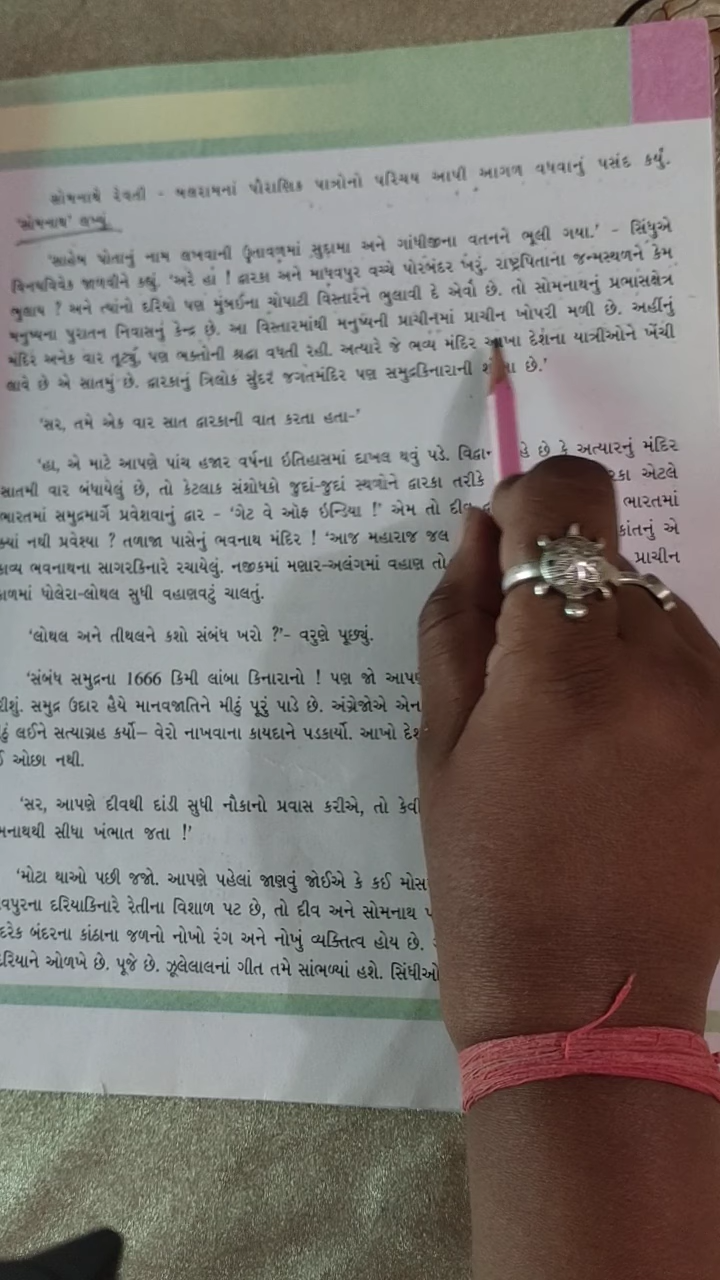 સોમનાથે રેવતી - બલરામનાં પૌરાણિક પાત્રોનો પરિચય આપી આગળ વધવાનું પસંદ કર્યું.
'સોમનાથ' લખ્યું.
'સાહેબ પોતાનું નામ લખવાની ઉતાવળમાં સુદામા અને ગાંધીજીના વતનને ભૂલી ગયા.' - સિંધુએ
વિનયવિવેક જાળવીને કહ્યું. 'અરે હાં ! દ્વારકા અને માધવપુર વચ્ચે પોરબંદર ખરું. રાષ્ટ્રપિતાના જન્મસ્થળને કેમ
ભુલાય ? અને ત્યાંનો દરિયો પણ મુંબઈના ચોપાટી વિસ્તારને ભુલાવી દે એવો છે. તો સોમનાથનું પ્રભાસક્ષેત્ર
મનુષ્યના પુરાતન નિવાસનું કેન્દ્ર છે. આ વિસ્તારમાંથી મનુષ્યની પ્રાચીનમાં પ્રાચીન ખોપરી મળી છે. અહીંનું
મંદિર અનેક વાર તૂટ્યું, પણ ભક્તોની શ્રદ્ધા વધતી રહી. અત્યારે જે ભવ્ય મંદિર આખા દેશના યાત્રીઓને ખેંચી
લાવે છે એ સાતમું છે. દ્વારકાનું ત્રિલોક સુંદર જગતમંદિર પણ સમુદ્રકિનારાની છે.'
'સર, તમે એક વાર સાત દ્વારકાની વાત કરતા હતા-'
'હા, એ માટે આપણે પાંચ હજાર વર્ષના ઇતિહાસમાં દાખલ થવું પડે. છે કે અત્યારનું મંદિર
સાતમી વાર બંધાયેલું છે, તો કેટલાક સંશોધકો જુદાં-જુદાં સ્થળોને દ્વારકા તરીકે એટલે
ભારતમાં સમુદ્રમાર્ગે પ્રવેશવાનું દ્વાર - 'ગેટ વે ઓફ ઇન્ડિયા !' એમ તો દીવ ભારતમાં
ક્યાં નથી પ્રવેશ્યા ? તળાજા પાસેનું ભવનાથ મંદિર ! 'આજ મહારાજ જલ એ
કાવ્ય ભવનાથના સાગરકિનારે રચાયેલું. નજીકમાં મણાર-અલંગમાં વહાણ પ્રાચીન
કાળમાં ધોલેરા-લોથલ સુધી વહાણવટું ચાલતું.
'લોથલ અને તીથલને કશો સંબંધ ખરો ?'- વરુણે પૂછ્યું.
'સંબંધ સમુદ્રના 1666 કિમી લાંબા કિનારાનો ! પણ જો
સમુદ્ર ઉદાર હૈયે માનવજાતિને મીઠું પૂરું પાડે છે. અંગ્રેજોએ
લઈને સત્યાગ્રહ કર્યો– વેરો નાખવાના કાયદાને પડકાર્યો. આખો
ઓછા નથી.
'સર, આપણે દીવથી દાંડી સુધી નૌકાનો પ્રવાસ કરીએ, તો
સીધા ખંભાત જતા !'
'મોટા થાઓ પછી જજો. આપણે પહેલાં જાણવું જોઈએ કે કઈ
દરિયાકિનારે રેતીના વિશાળ પટ છે, તો દીવ અને સોમનાથ
દરેક બંદરના કાંઠાના જળનો નોખો રંગ અને નોખું વ્યક્તિત્વ હોય છે.
દરિયાને ઓળખે છે. પૂજે છે. ઝૂલેલાલનાં ગીત તમે સાંભળ્યાં હશે.